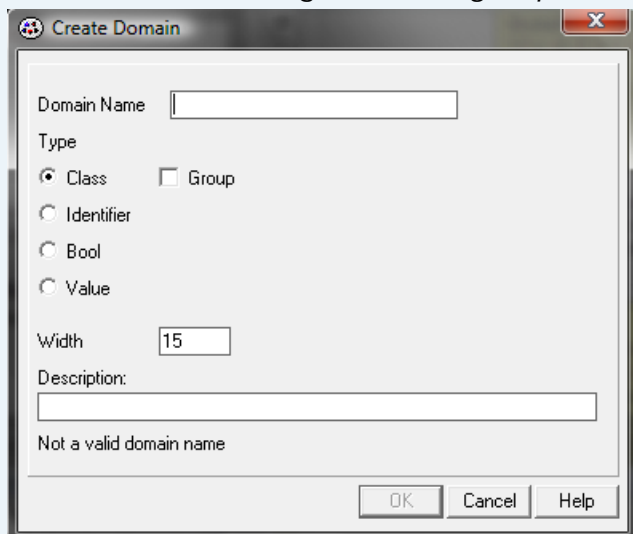 Create Domain
Domain Name
Type
Class Group
Identifier
Bool
Value
Width 15
Description:
Not a valid domain name
OK Cancel Help